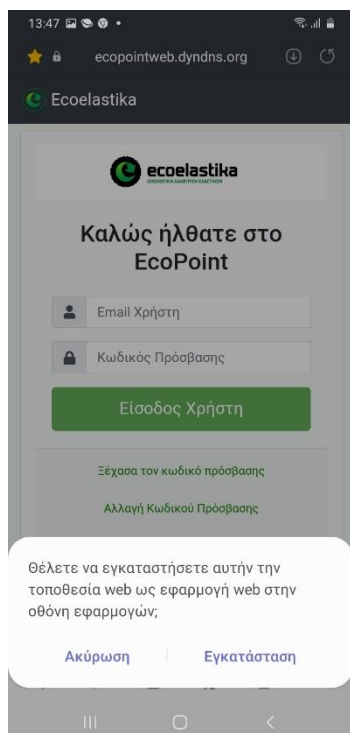 13:47
ecopointweb.dyndns.org
Ecoelastika
ecoelastika
Καλώς ήλθατε στο
EcoPoint
Email Χρήστη
Κωδικός Πρόσβασης
Είσοδος Χρήστη
Ξέχασα τον κωδικό πρόσβασης
Αλλαγή Κωδικού Πρόσβασης
Θέλετε να εγκαταστήσετε αυτήν την
τοποθεσία web ως εφαρμογή web στην
οθόνη εφαρμογών;
Ακύρωση Εγκατάσταση